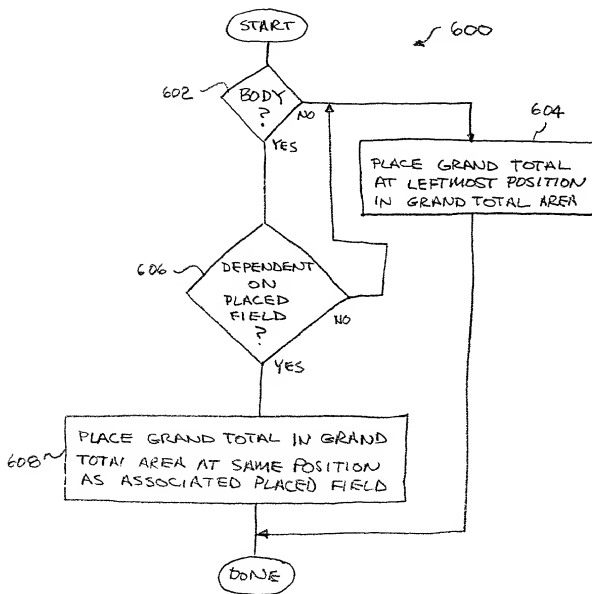 START
600
602
BODY
?
NO
YES
604
PLACE GRAND TOTAL
AT LEFTMOST POSITION
IN GRAND TOTAL AREA
606
DEPENDENT
ON
PLACED
FIELD
?
NO
YES
608
PLACE GRAND TOTAL IN GRAND
TOTAL AREA AT SAME POSITION
AS ASSOCIATED PLACED FIELD
DONE